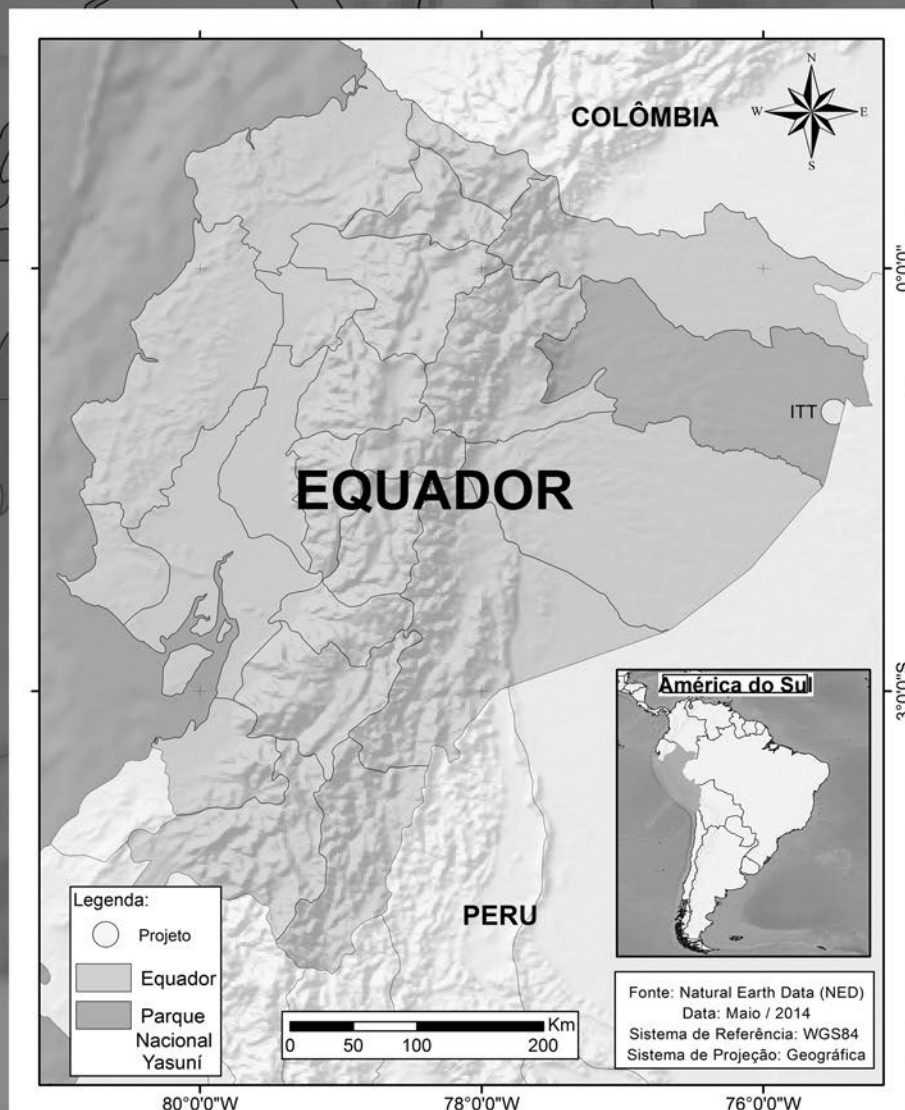 COLÔMBIA
N
W E
S
0°0'0"
ITT
EQUADOR
3°0'0"S
América do Sul
PERU
Legenda:
Projeto
Equador
Parque
Nacional
Yasuní
Km
0 50 100 200
Fonte: Natural Earth Data (NED)
Data: Maio / 2014
Sistema de Referência: WGS84
Sistema de Projeção: Geográfica
80°0'0"W 78°0'0"W 76°0'0"W